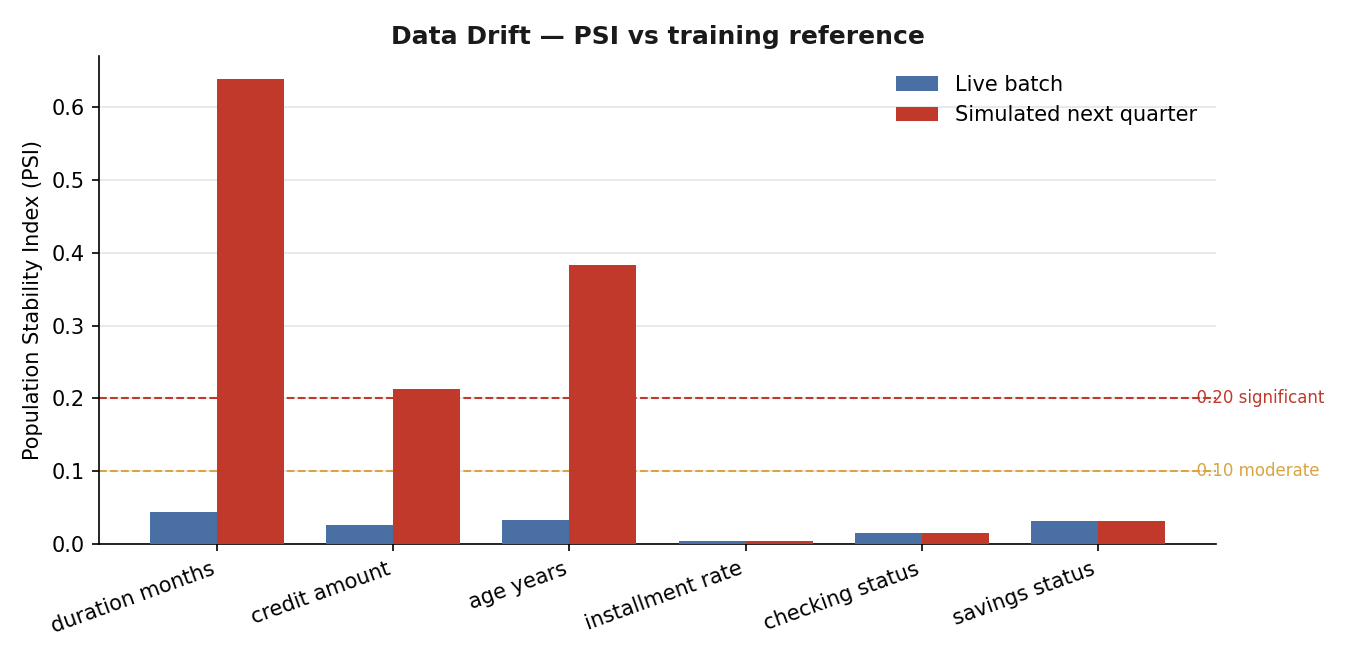 Data Drift — PSI vs training reference
Live batch
Simulated next quarter
Population Stability Index (PSI)
0.6
0.5
0.4
0.3
0.2
0.1
0.0
0.20 significant
0.10 moderate
duration months
credit amount
age years
installment rate
checking status
savings status